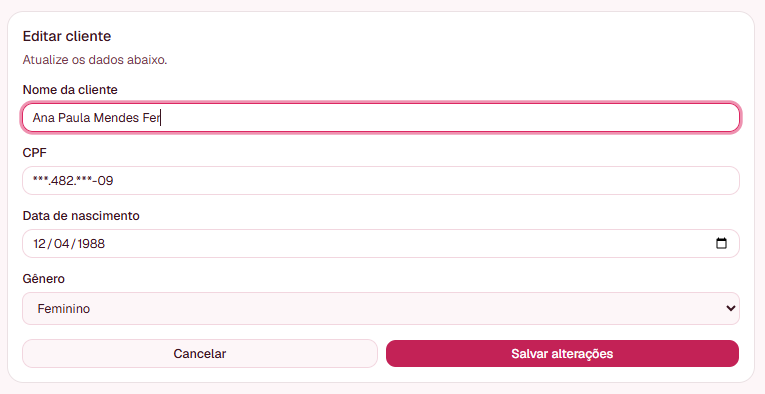 Editar cliente
Atualize os dados abaixo.
Nome da cliente
Ana Paula Mendes Fer
CPF
***.482.***-09
Data de nascimento
12/04/1988
Gênero
Feminino
Cancelar
Salvar alterações